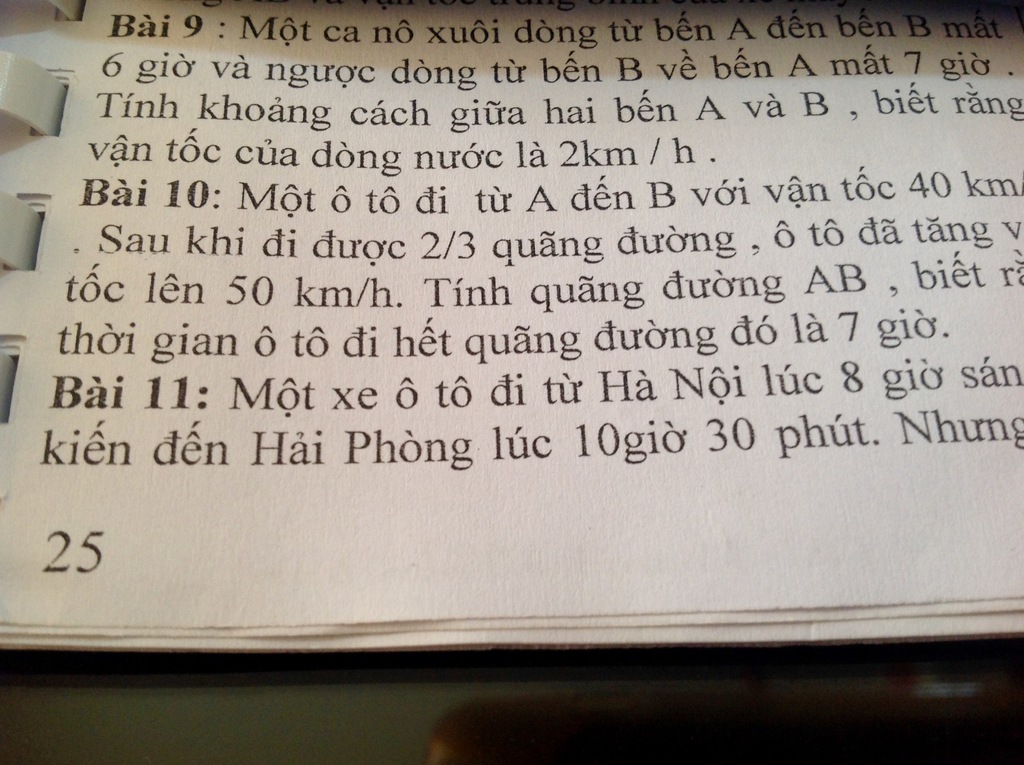 Bài 9 : Một ca nô xuôi dòng từ bến A đến bến B mất
6 giờ và ngược dòng từ bến B về bến A mất 7 giờ .
Tính khoảng cách giữa hai bến A và B , biết rằng
vận tốc của dòng nước là 2km / h .
Bài 10: Một ô tô đi từ A đến B với vận tốc 40 km/
. Sau khi đi được 2/3 quãng đường , ô tô đã tăng v
tốc lên 50 km/h. Tính quãng đường AB , biết rằ
thời gian ô tô đi hết quãng đường đó là 7 giờ.
Bài 11: Một xe ô tô đi từ Hà Nội lúc 8 giờ sán
kiến đến Hải Phòng lúc 10giờ 30 phút. Nhưng
25